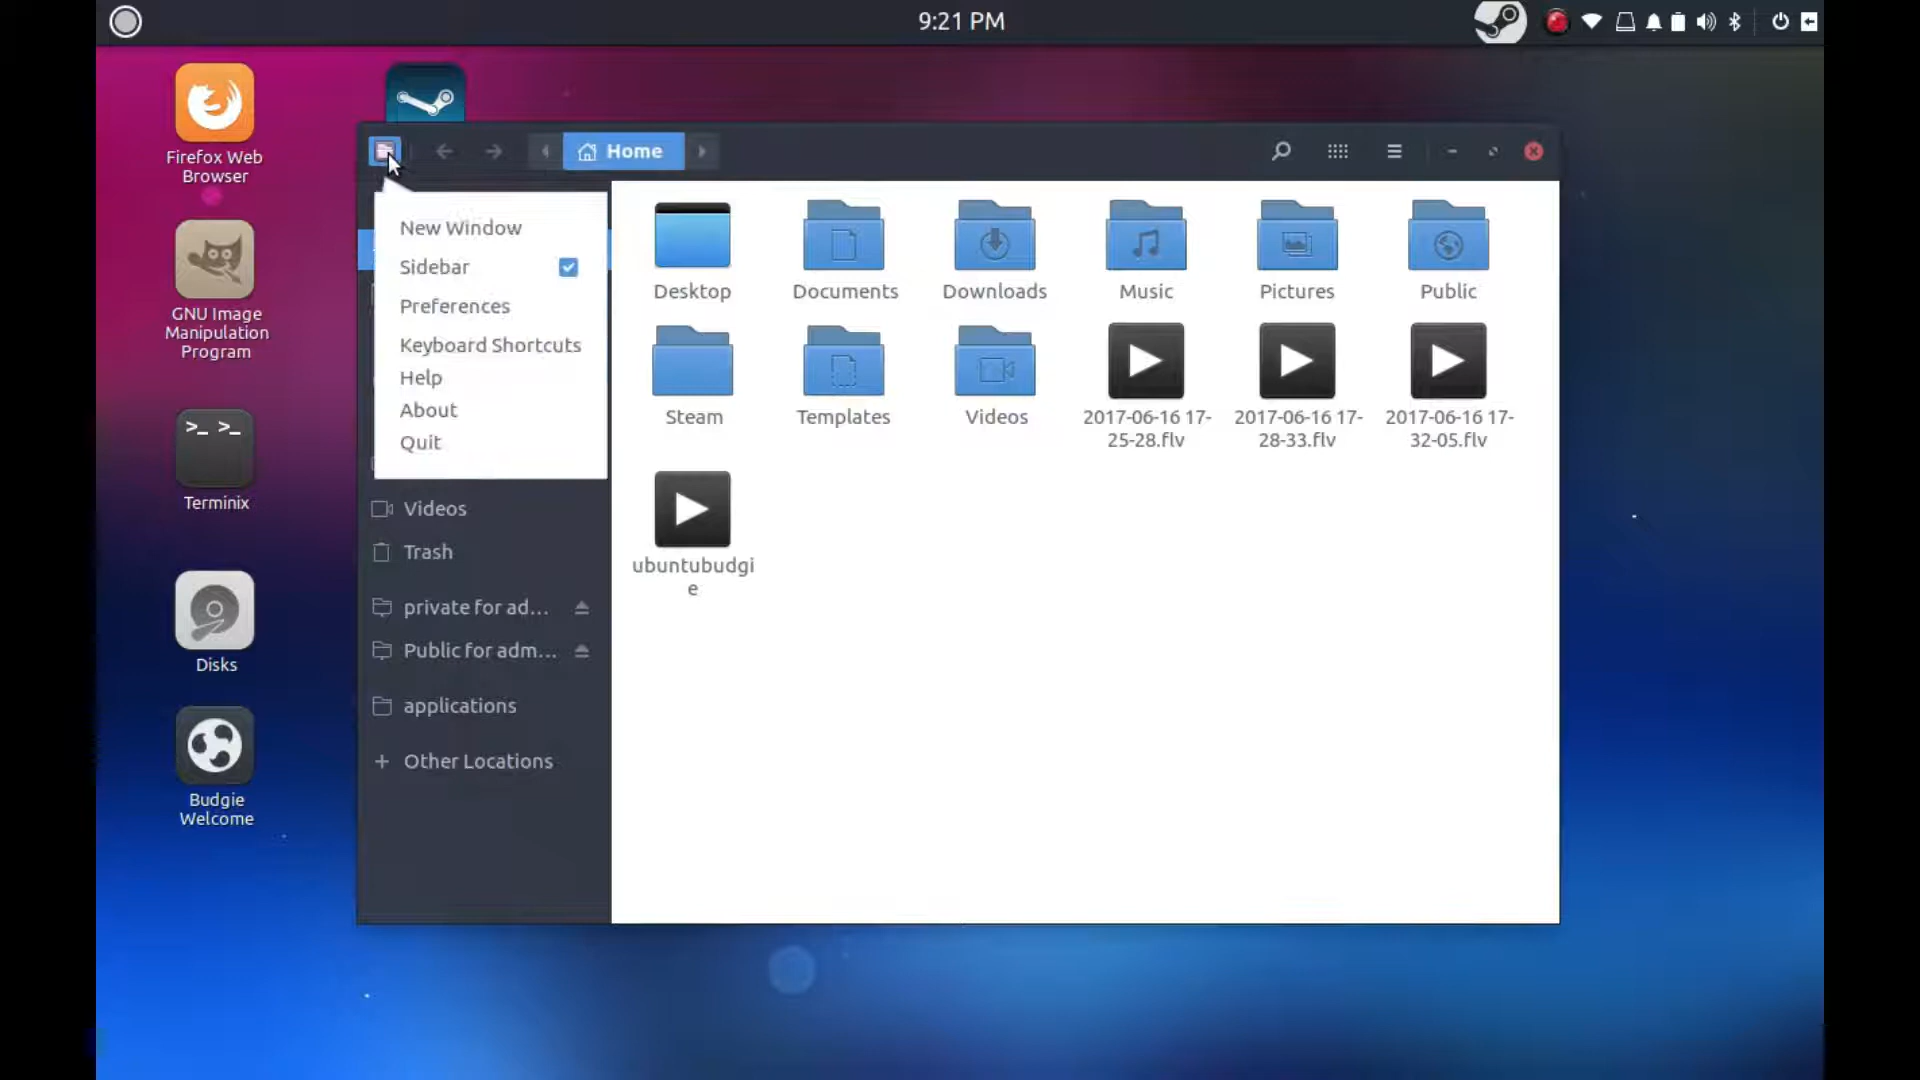 9:21 PM
Firefox Web
Browser
GNU Image
Manipulation
Program
>_ >_
Terminix
Disks
Budgie
Welcome
Home
New Window
Sidebar
Preferences
Keyboard Shortcuts
Help
About
Quit
Videos
Trash
private for ad...
Public for adm...
applications
+ Other Locations
Desktop
Documents
Downloads
Music
Pictures
Public
Steam
Templates
Videos
2017-06-16 17-
25-28.flv
2017-06-16 17-
28-33.flv
2017-06-16 17-
32-05.flv
ubuntubudgi
e